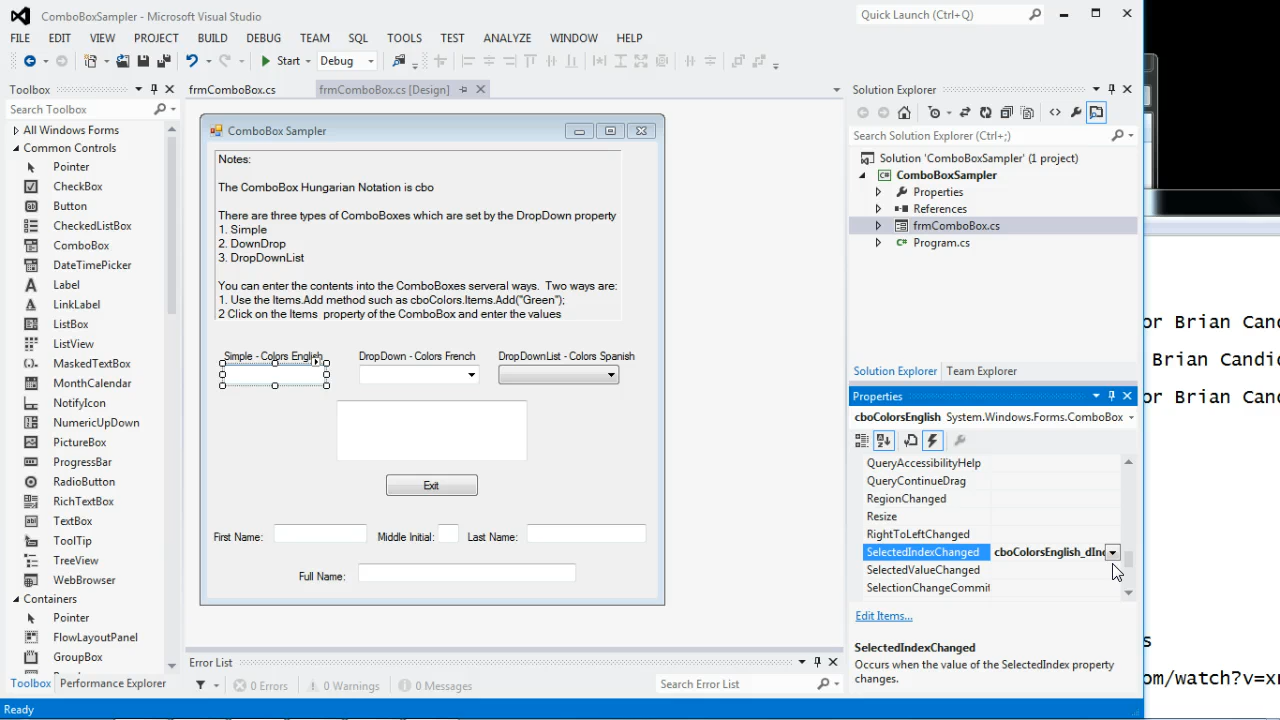 ComboBoxSampler - Microsoft Visual Studio
Quick Launch (Ctrl+Q)
FILE EDIT VIEW PROJECT BUILD DEBUG TEAM SQL TOOLS TEST ANALYZE WINDOW HELP
Start Debug
Toolbox
Search Toolbox
All Windows Forms
Common Controls
Pointer
CheckBox
Button
CheckedListBox
ComboBox
DateTimePicker
Label
LinkLabel
ListBox
ListView
MaskedTextBox
MonthCalendar
NotifyIcon
NumericUpDown
PictureBox
ProgressBar
RadioButton
RichTextBox
TextBox
ToolTip
TreeView
WebBrowser
Containers
Pointer
FlowLayoutPanel
GroupBox
Toolbox Performance Explorer
frmComboBox.cs frmComboBox.cs [Design]
ComboBox Sampler
Notes:
The ComboBox Hungarian Notation is cbo
There are three types of ComboBoxes which are set by the DropDown property
1. Simple
2. DownDrop
3. DropDownList
You can enter the contents into the ComboBoxes serveral ways. Two ways are:
1. Use the Items.Add method such as cboColors.Items.Add("Green");
2 Click on the Items property of the ComboBox and enter the values
Simple - Colors English DropDown - Colors French DropDownList - Colors Spanish
Exit
First Name: Middle Initial: Last Name:
Full Name:
Error List
0 Errors 0 Warnings 0 Messages Search Error List
Solution Explorer
Search Solution Explorer (Ctrl+;)
Solution 'ComboBoxSampler' (1 project)
ComboBoxSampler
Properties
References
frmComboBox.cs
Program.cs
Solution Explorer Team Explorer
Properties
cboColorsEnglish System.Windows.Forms.ComboBox
QueryAccessibilityHelp
QueryContinueDrag
RegionChanged
Resize
RightToLeftChanged
SelectedIndexChanged cboColorsEnglish_dInd
SelectedValueChanged
SelectionChangeCommit
Edit Items...
SelectedIndexChanged
Occurs when the value of the SelectedIndex property
changes.
Ready
or Brian Cand
Brian Candic
or Brian Cand
s
om/watch?v=xr